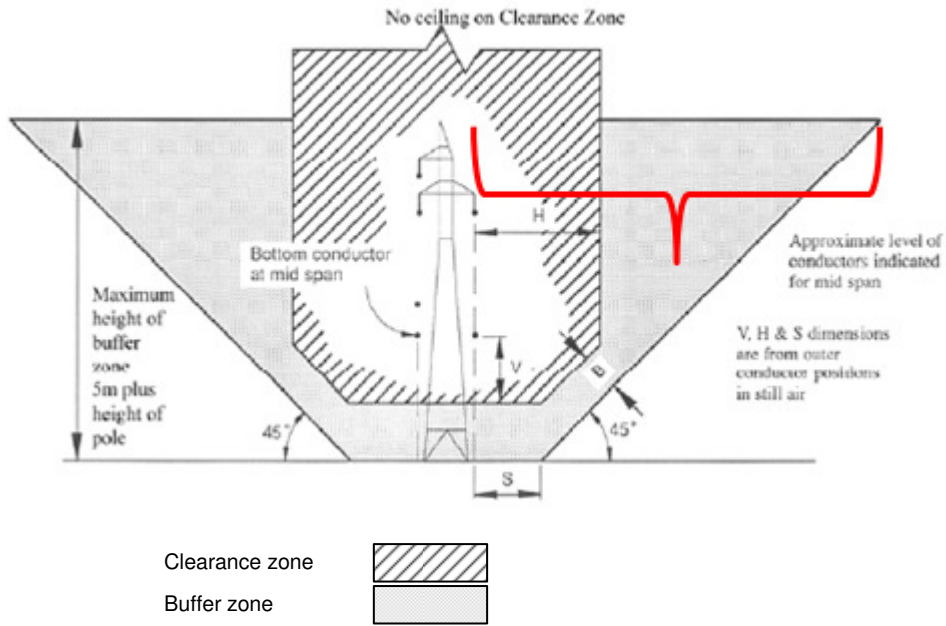 No ceiling on Clearance Zone
H
Bottom conductor
at mid span
Approximate level of
conductors indicated
for mid span
Maximum
height of
buffer
zone
5m plus
height of
pole
V
B
V, H & S dimensions
are from outer
conductor positions
in still air
45°
45°
S
Clearance zone
Buffer zone